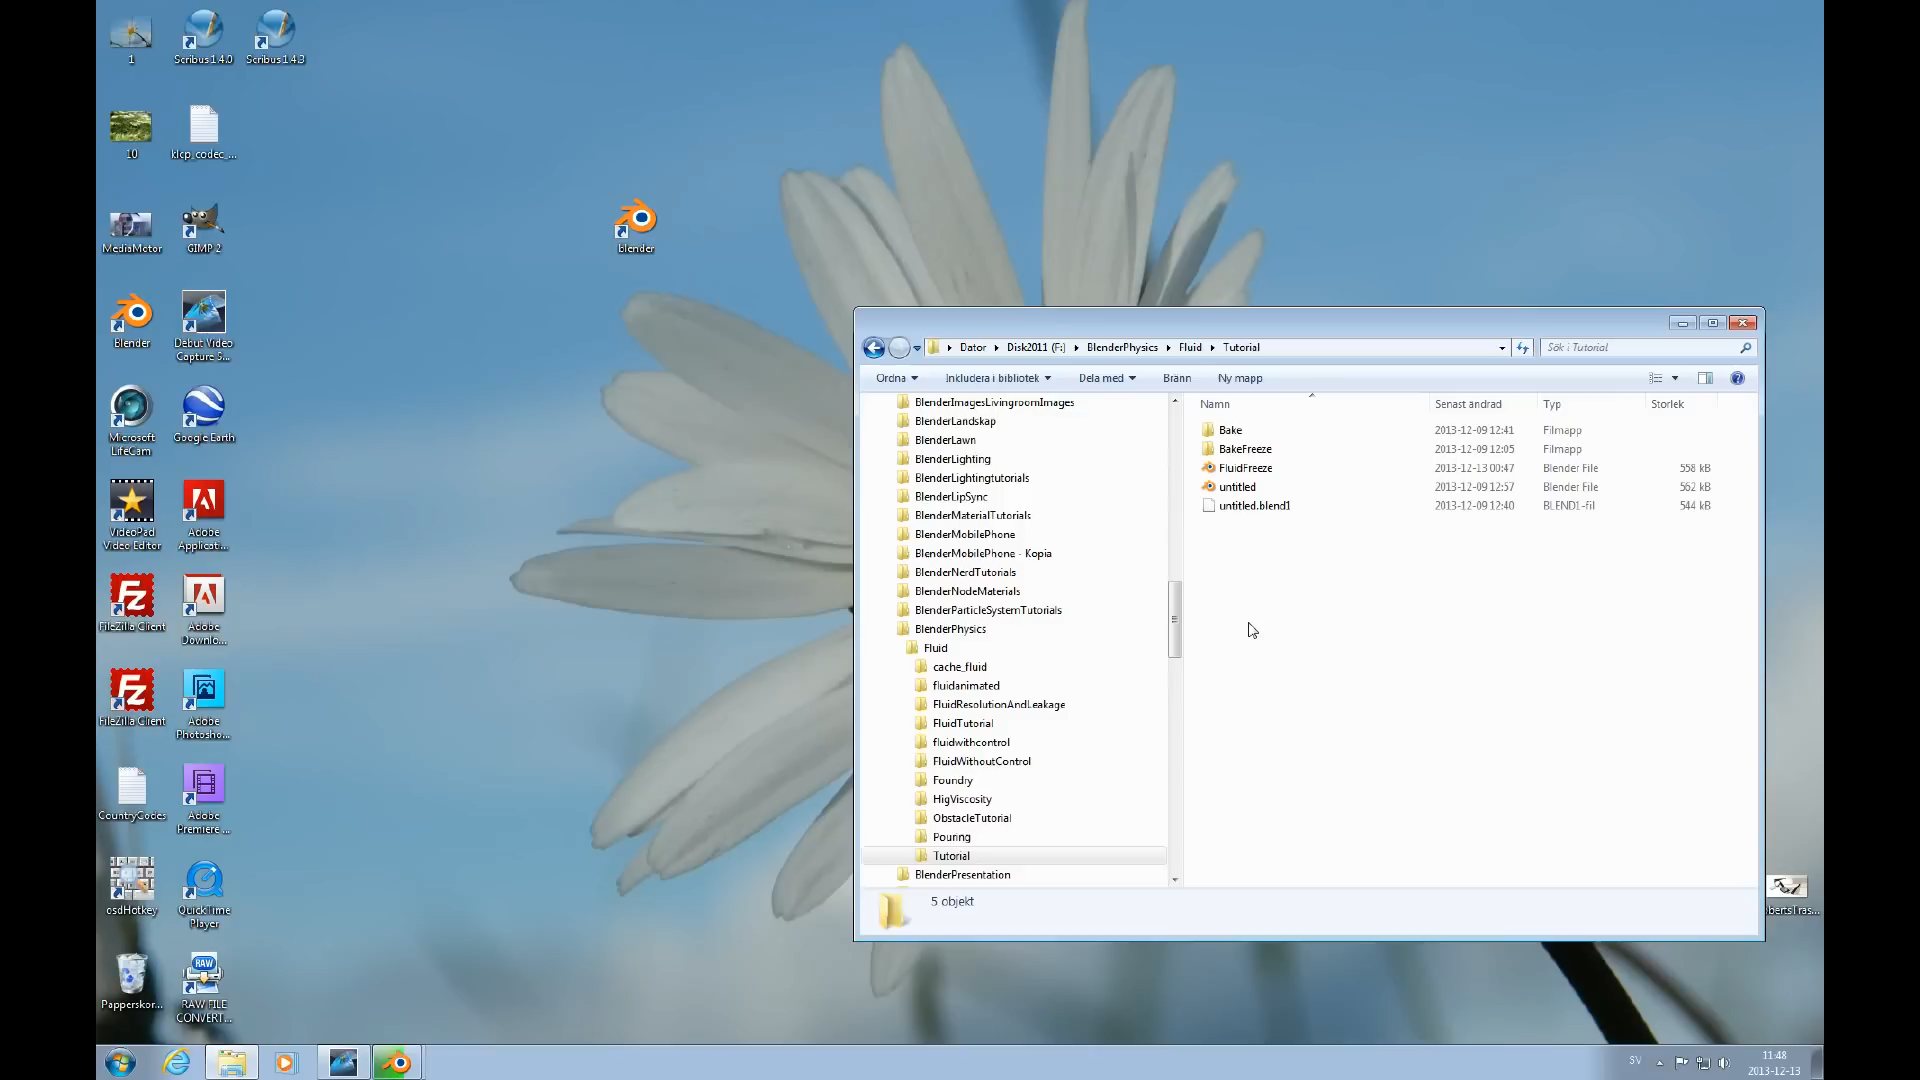 1
Scribus 1.4.0
Scribus 1.4.3
10
klcp_codec_...
MediaMotor
GIMP 2
blender
Blender
Debut Video
Capture S...
Microsoft
LifeCam
Google Earth
VideoPad
Video Editor
Adobe
Applicati...
FileZilla Client
Adobe
Downlo...
FileZilla Client
Adobe
Photosho...
CountryCodes
Adobe
Premiere ...
osdHotkey
QuickTime
Player
Papperskor...
RAW FILE
CONVERT...
Dator
Disk2011 (F:)
BlenderPhysics
Fluid
Tutorial
Sök i Tutorial
Ordna
Inkludera i bibliotek
Dela med
Bränn
Ny mapp
BlenderImagesLivingroomImages
BlenderLandskap
BlenderLawn
BlenderLighting
BlenderLightingtutorials
BlenderLipSync
BlenderMaterialTutorials
BlenderMobilePhone
BlenderMobilePhone - Kopia
BlenderNerdTutorials
BlenderNodeMaterials
BlenderParticleSystemTutorials
BlenderPhysics
Fluid
cache_fluid
fluidanimated
FluidResolutionAndLeakage
FluidTutorial
fluidwithcontrol
FluidWithoutControl
Foundry
HigViscosity
ObstacleTutorial
Pouring
Tutorial
BlenderPresentation
Namn Senast ändrad Typ Storlek
Bake 2013-12-09 12:41 Filmapp
BakeFreeze 2013-12-09 12:05 Filmapp
FluidFreeze 2013-12-13 00:47 Blender File 558 kB
untitled 2013-12-09 12:57 Blender File 562 kB
untitled.blend1 2013-12-09 12:40 BLEND1-fil 544 kB
5 objekt
bertsTras...
SV
11:48
2013-12-13